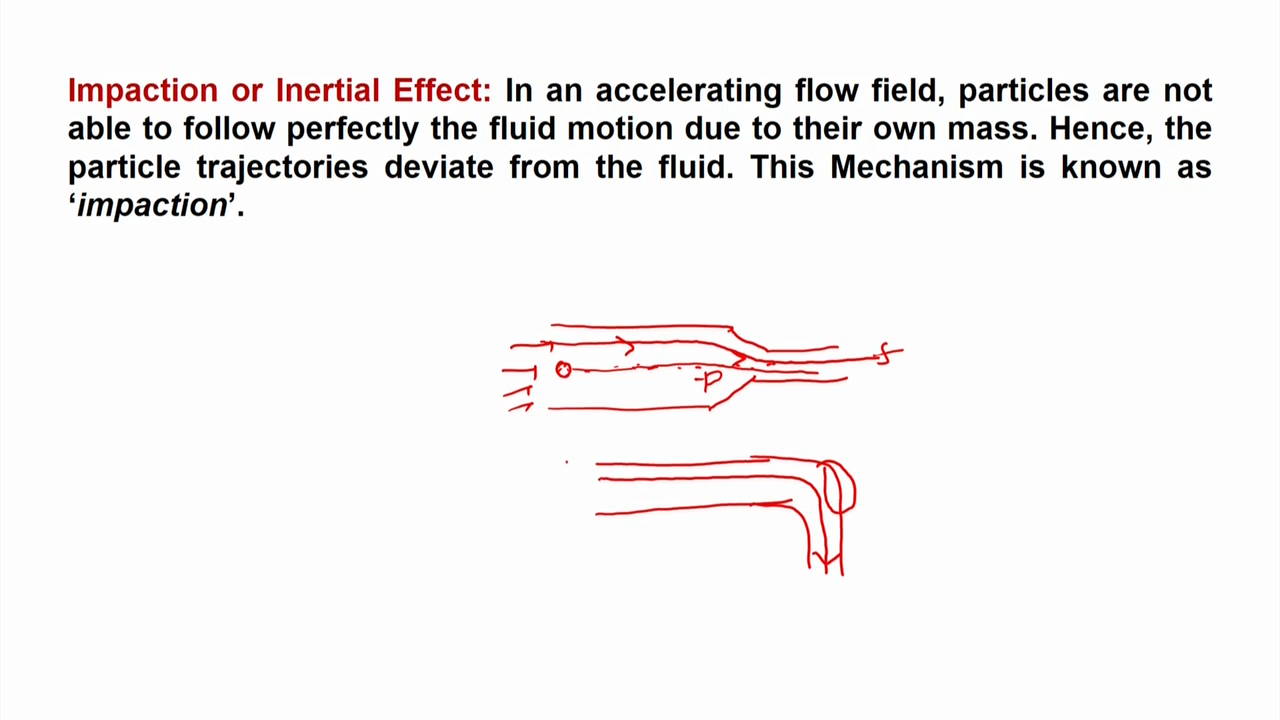 Impaction or Inertial Effect: In an accelerating flow field, particles are not
able to follow perfectly the fluid motion due to their own mass. Hence, the
particle trajectories deviate from the fluid. This Mechanism is known as
‘impaction’.
f
-P